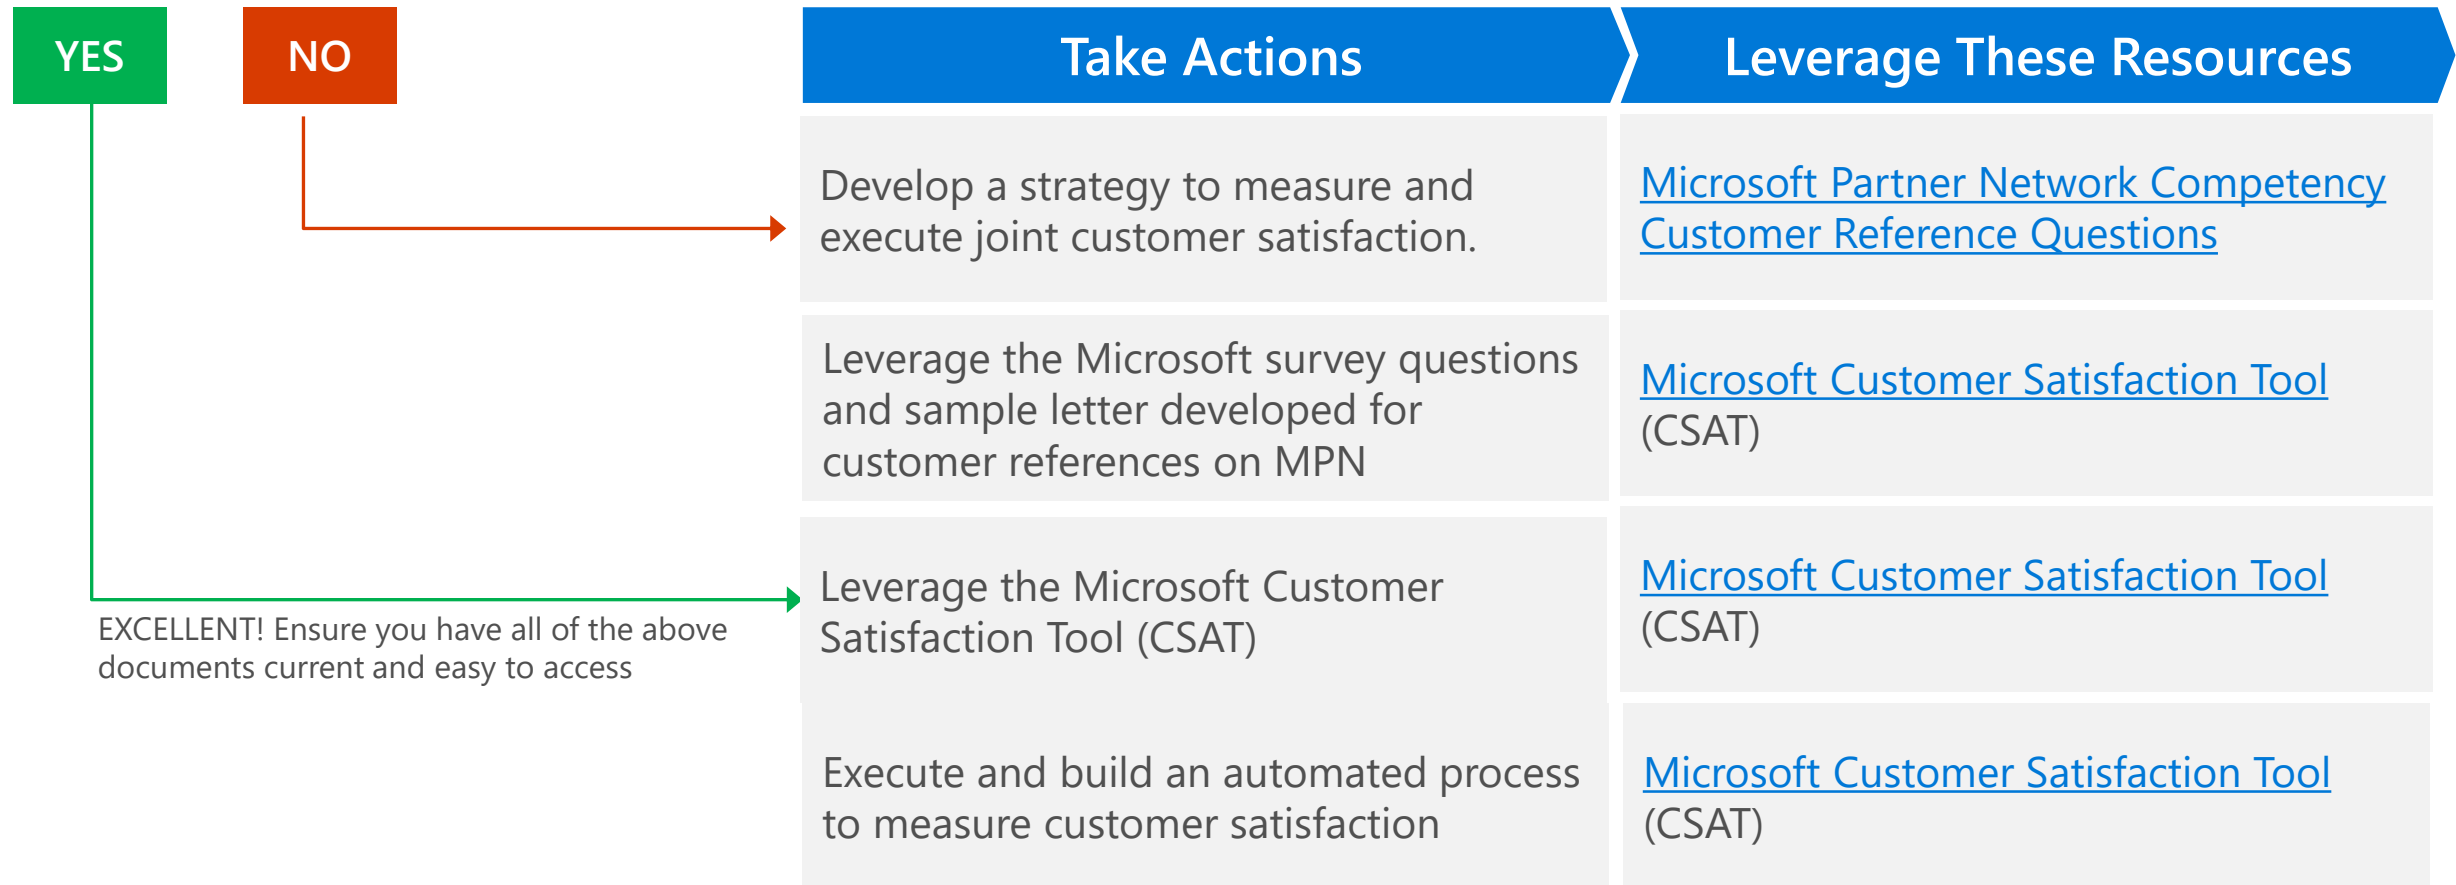 YES
NO
Take Actions
Leverage These Resources
Develop a strategy to measure and
execute joint customer satisfaction.
Microsoft Partner Network Competency
Customer Reference Questions
Leverage the Microsoft survey questions
and sample letter developed for
customer references on MPN
Microsoft Customer Satisfaction Tool
(CSAT)
EXCELLENT! Ensure you have all of the above
documents current and easy to access
Leverage the Microsoft Customer
Satisfaction Tool (CSAT)
Microsoft Customer Satisfaction Tool
(CSAT)
Execute and build an automated process
to measure customer satisfaction
Microsoft Customer Satisfaction Tool
(CSAT)